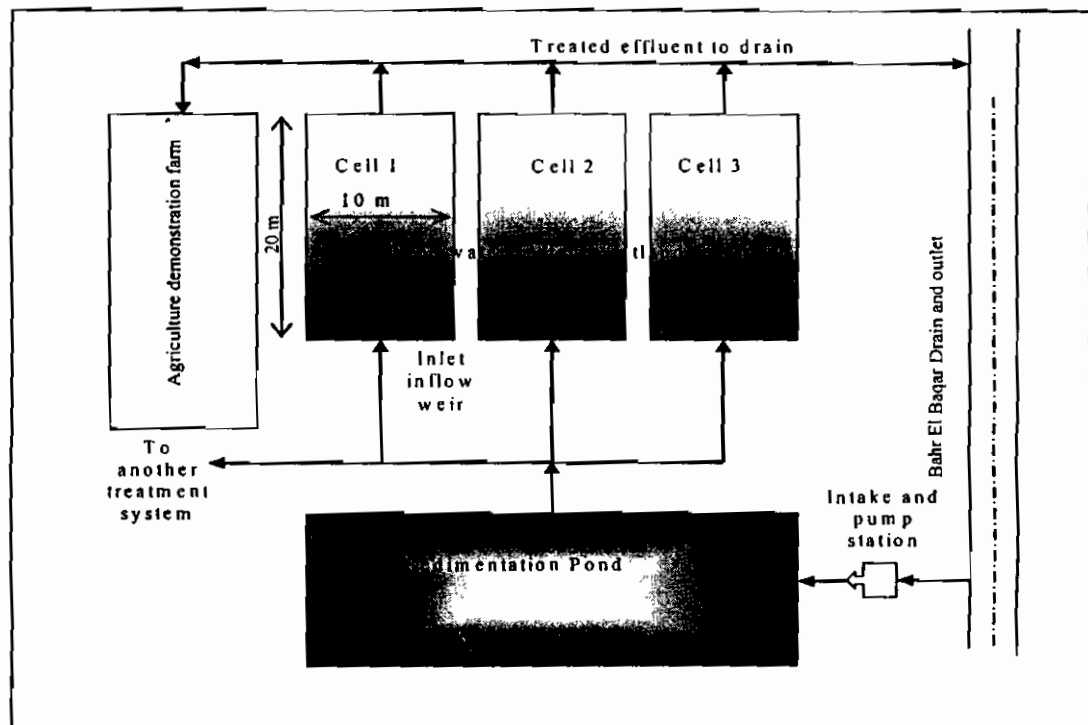 Treated effluent to drain
Agriculture demonstration farm
20 m
Cell 1
Cell 2
Cell 3
10 m
Inlet
inflow
weir
Bahr El Baqar Drain and outlet
To
another
treatment
system
Intake and
pump
station
Pond